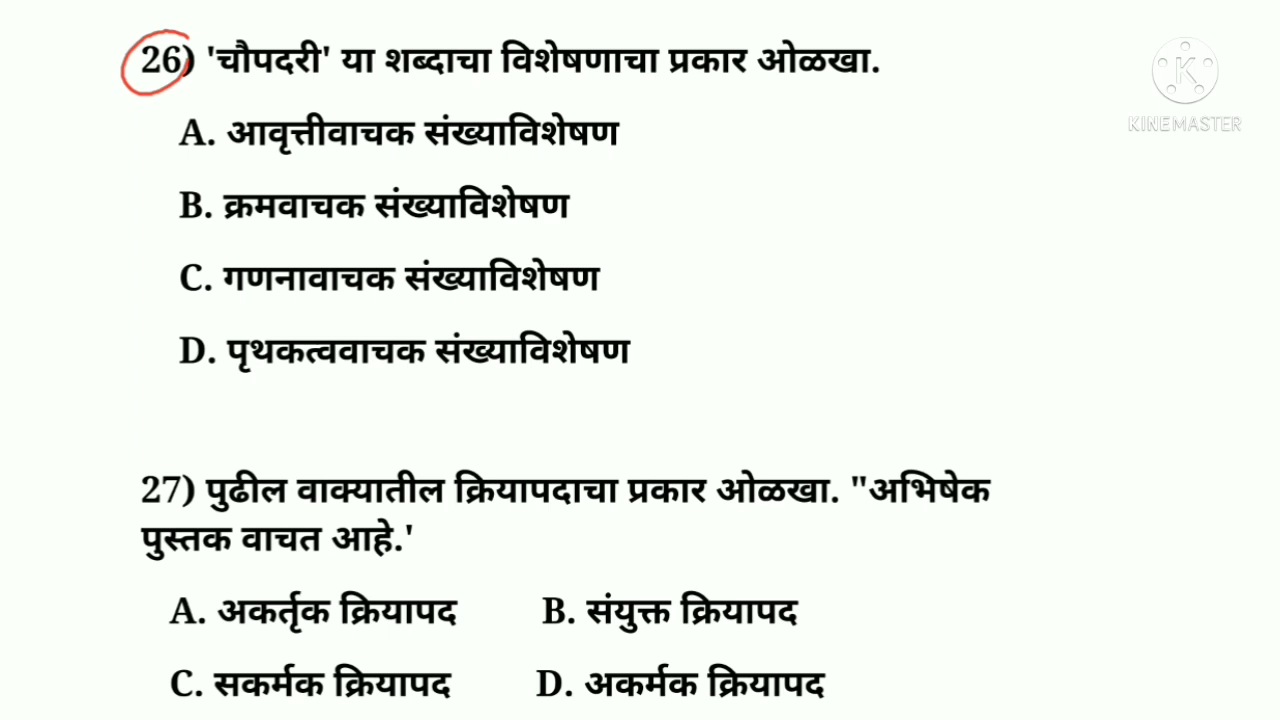 26) 'चौपदरी' या शब्दाचा विशेषणाचा प्रकार ओळखा.
K
KINEMASTER
A. आवृत्तीवाचक संख्याविशेषण
B. क्रमवाचक संख्याविशेषण
C. गणनावाचक संख्याविशेषण
D. पृथकत्ववाचक संख्याविशेषण
27) पुढील वाक्यातील क्रियापदाचा प्रकार ओळखा. "अभिषेक
पुस्तक वाचत आहे.'
A. अकर्तृक क्रियापद B. संयुक्त क्रियापद
C. सकर्मक क्रियापद D. अकर्मक क्रियापद